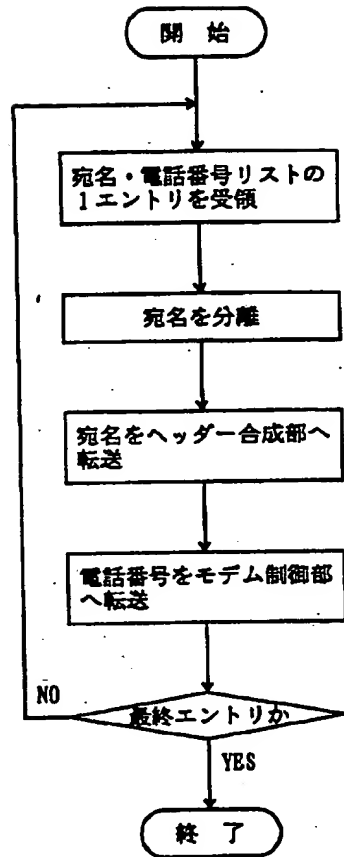 開 始
宛名・電話番号リストの
1エントリを受領
宛名を分離
宛名をヘッダー合成部へ
転送
電話番号をモデム制御部
へ転送
最終エントリか
NO
YES
終 了